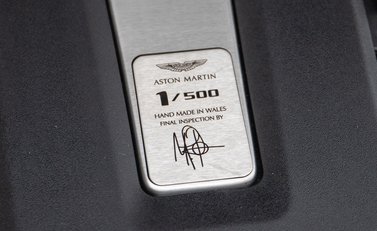 ASTON MARTIN
1/500
HAND MADE IN WALES
FINAL INSPECTION BY